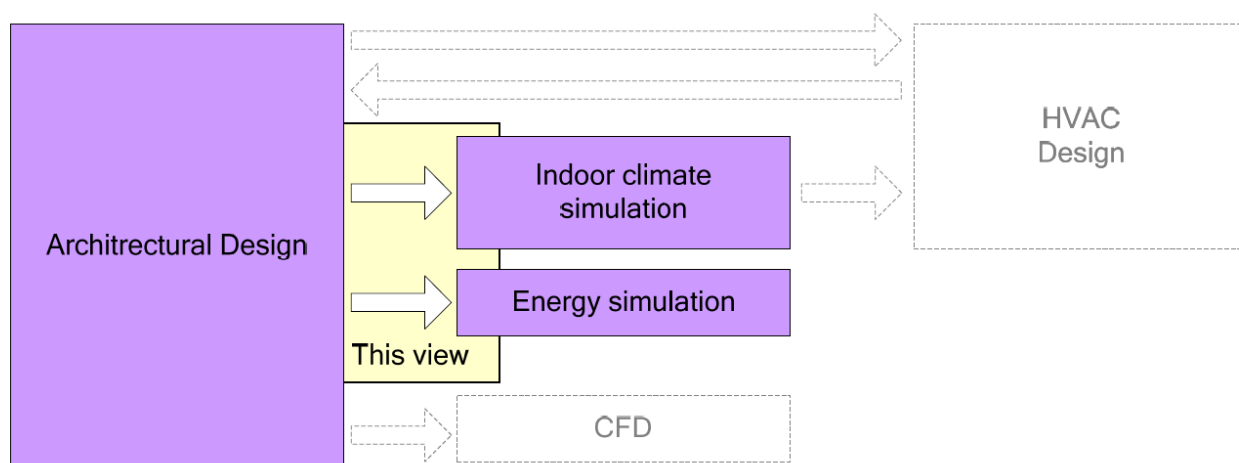 HVAC
Design
Indoor climate
simulation
Architrectural Design
Energy simulation
This view
CFD